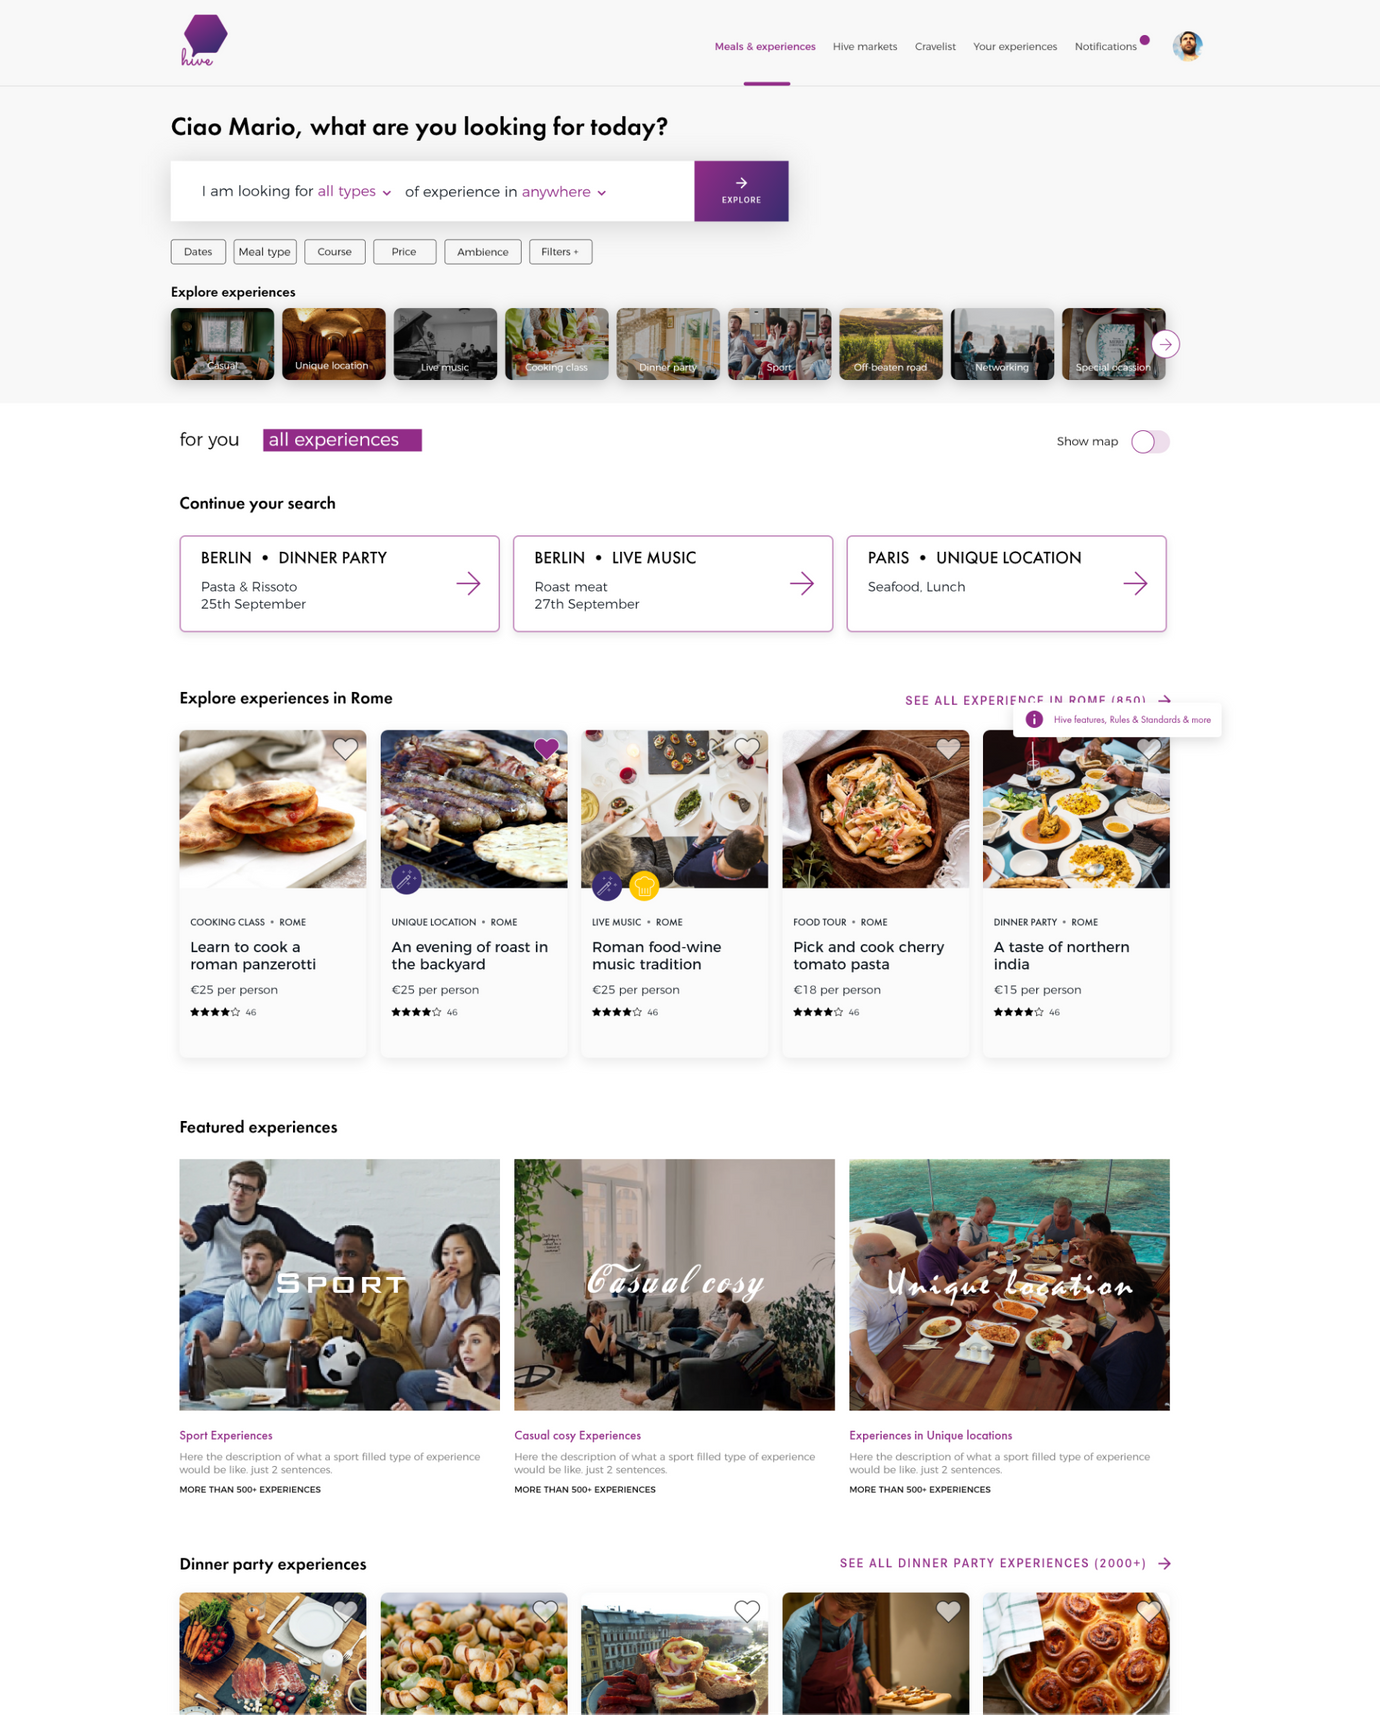 hive
Meals & experiences
Hive markets
Cravelist
Your experiences
Notifications
Ciao Mario, what are you looking for today?
I am looking for all types of experience in anywhere
EXPLORE
Dates
Meal type
Course
Price
Ambience
Filters +
Explore experiences
Casual
Unique location
Live music
Cooking class
Dinner party
Sport
Off beaten road
Networking
Special ocassion
for you
all experiences
Show map
Continue your search
BERLIN • DINNER PARTY
Pasta & Rissoto
25th September
BERLIN • LIVE MUSIC
Roast meat
27th September
PARIS • UNIQUE LOCATION
Seafood, Lunch
Explore experiences in Rome
SEE ALL EXPERIENCE IN ROME (850)
Hive features, Rules & Standards & more
COOKING CLASS • ROME
Learn to cook a
roman panzerotti
€25 per person
46
UNIQUE LOCATION • ROME
An evening of roast in
the backyard
€25 per person
46
LIVE MUSIC • ROME
Roman food-wine
music tradition
€25 per person
46
FOOD TOUR • ROME
Pick and cook cherry
tomato pasta
€18 per person
46
DINNER PARTY • ROME
A taste of northern
india
€15 per person
46
Featured experiences
SPORT
Casual cosy
Unique location
Sport Experiences
Here the description of what a sport filled type of experience
would be like. just 2 sentences.
MORE THAN 500+ EXPERIENCES
Casual cosy Experiences
Here the description of what a sport filled type of experience
would be like. just 2 sentences.
MORE THAN 500+ EXPERIENCES
Experiences in Unique locations
Here the description of what a sport filled type of experience
would be like. just 2 sentences.
MORE THAN 500+ EXPERIENCES
Dinner party experiences
SEE ALL DINNER PARTY EXPERIENCES (2000+)